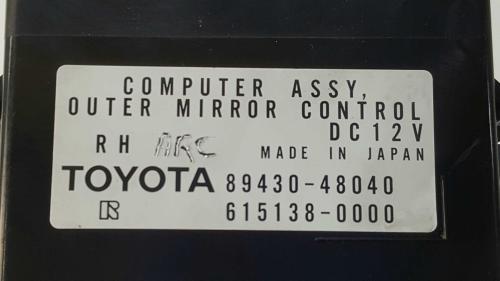 COMPUTER ASSY,
OUTER MIRROR CONTROL
DC12V
RH ARC MADE IN JAPAN
TOYOTA 89430-48040
R 615138-0000